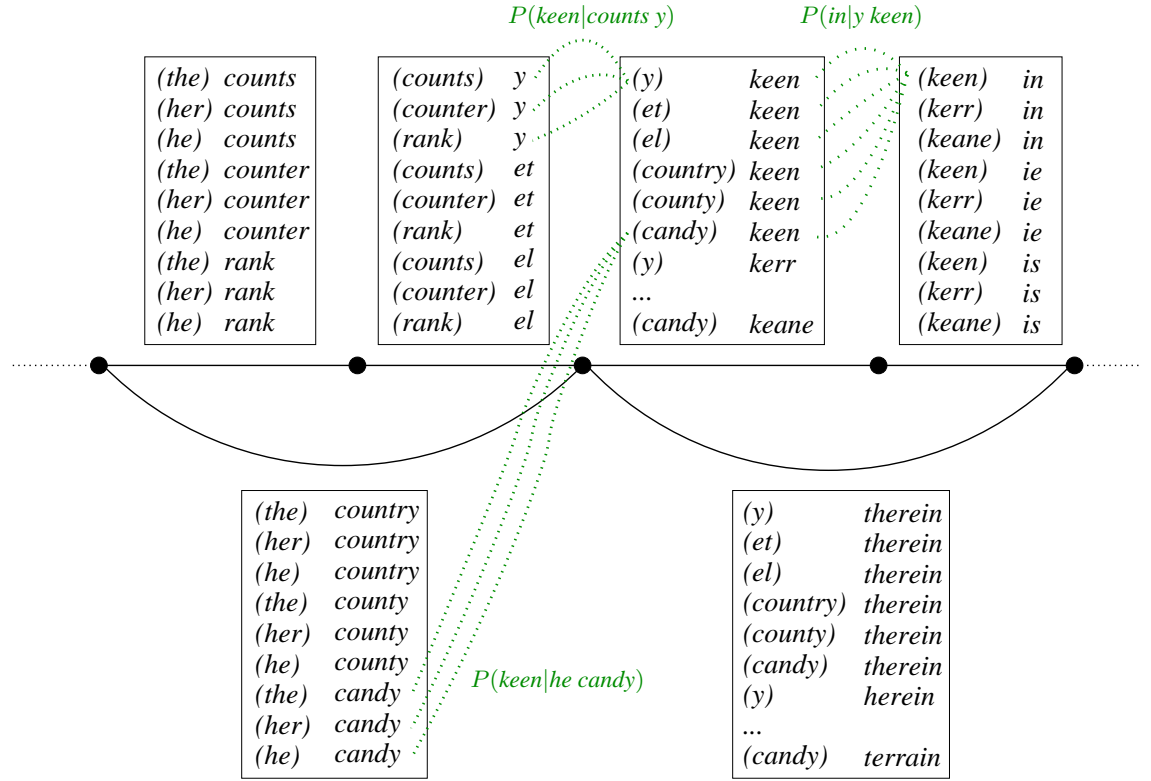 P(keen|counts y)
P(in|y keen)
(the) counts
(her) counts
(he) counts
(the) counter
(her) counter
(he) counter
(the) rank
(her) rank
(he) rank
(counts) y
(counter) y
(rank) y
(counts) et
(counter) et
(rank) et
(counts) el
(counter) el
(rank) el
(y) keen
(et) keen
(el) keen
(country) keen
(county) keen
(candy) keen
(y) kerr
...
(candy) keane
(keen) in
(kerr) in
(keane) in
(keen) ie
(kerr) ie
(keane) ie
(keen) is
(kerr) is
(keane) is
(the) country
(her) country
(he) country
(the) county
(her) county
(he) county
(the) candy
(her) candy
(he) candy
P(keen|he candy)
(y) therein
(et) therein
(el) therein
(country) therein
(county) therein
(candy) therein
(y) herein
...
(candy) terrain